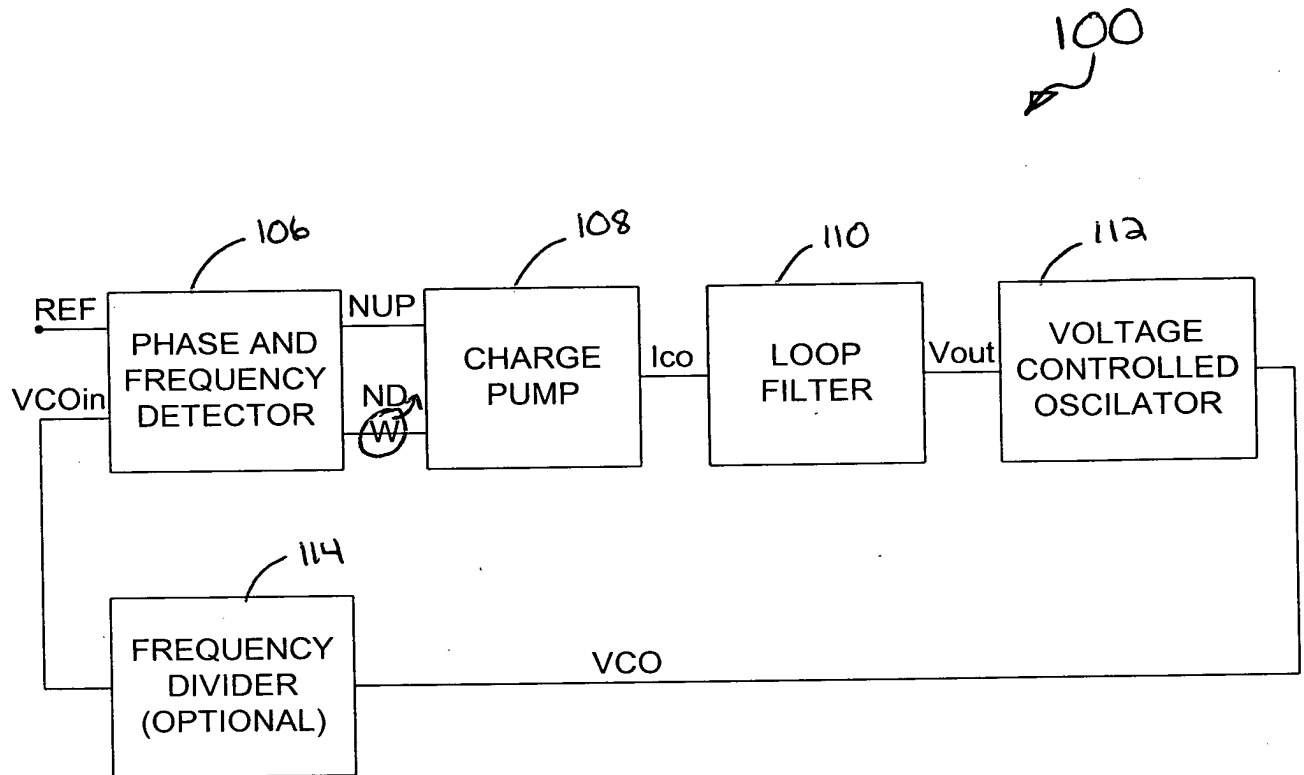 100
106
108
110
112
REF
NUP
VCOin
PHASE AND
FREQUENCY
DETECTOR
ND
W
CHARGE
PUMP
Ico
LOOP
FILTER
Vout
VOLTAGE
CONTROLLED
OSCILATOR
114
FREQUENCY
DIVIDER
(OPTIONAL)
VCO